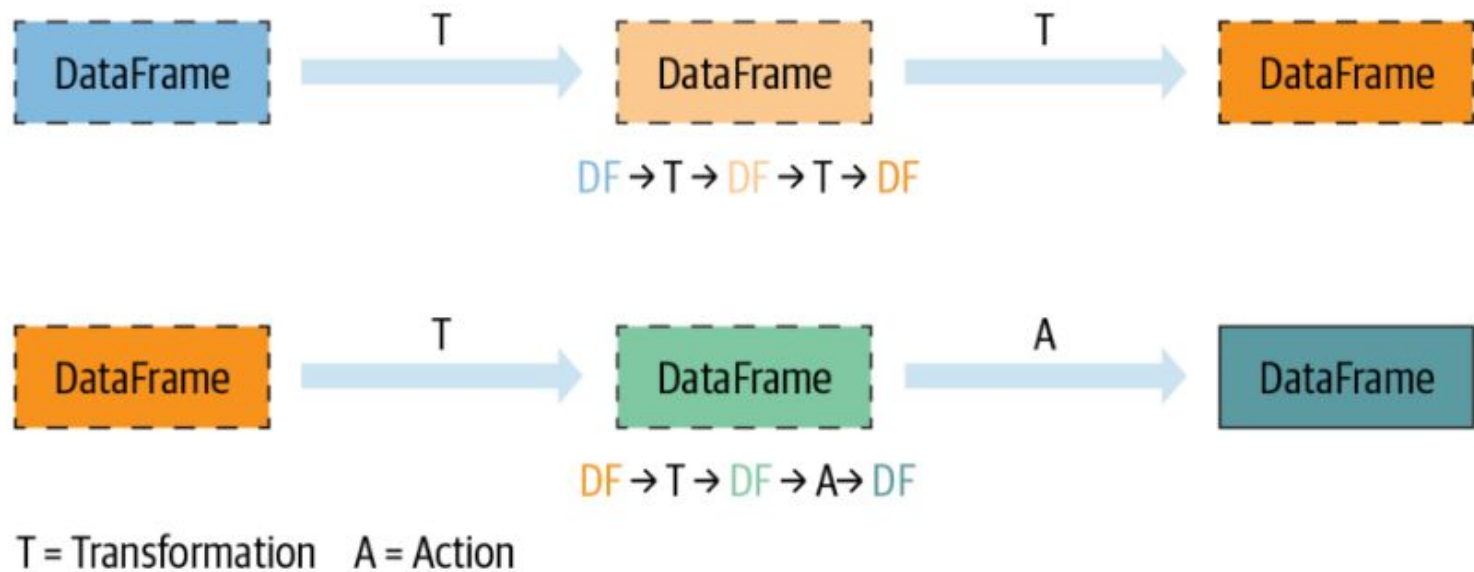 T T
DataFrame DataFrame DataFrame
DF → T → DF → T → DF
T A
DataFrame DataFrame DataFrame
DF → T → DF → A → DF
T = Transformation A = Action